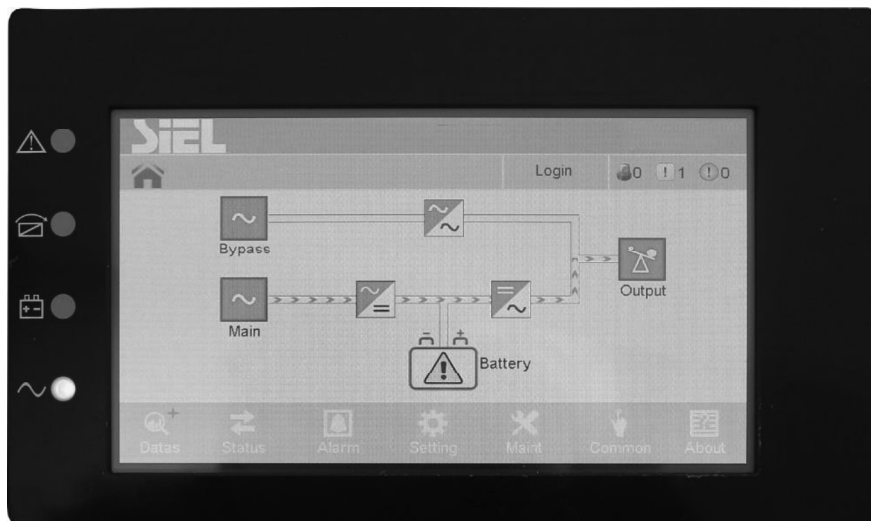 SiEL
Login 0 1 0
Bypass
Main
Output
Battery
Datas Status Alarm Setting Maint Common About